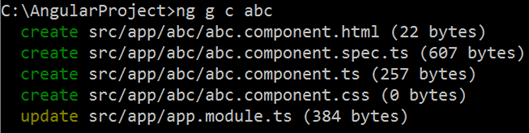 C:\AngularProject>ng g c abc
create src/app/abc/abc.component.html (22 bytes)
create src/app/abc/abc.component.spec.ts (607 bytes)
create src/app/abc/abc.component.ts (257 bytes)
create src/app/abc/abc.component.css (0 bytes)
update src/app/app.module.ts (384 bytes)